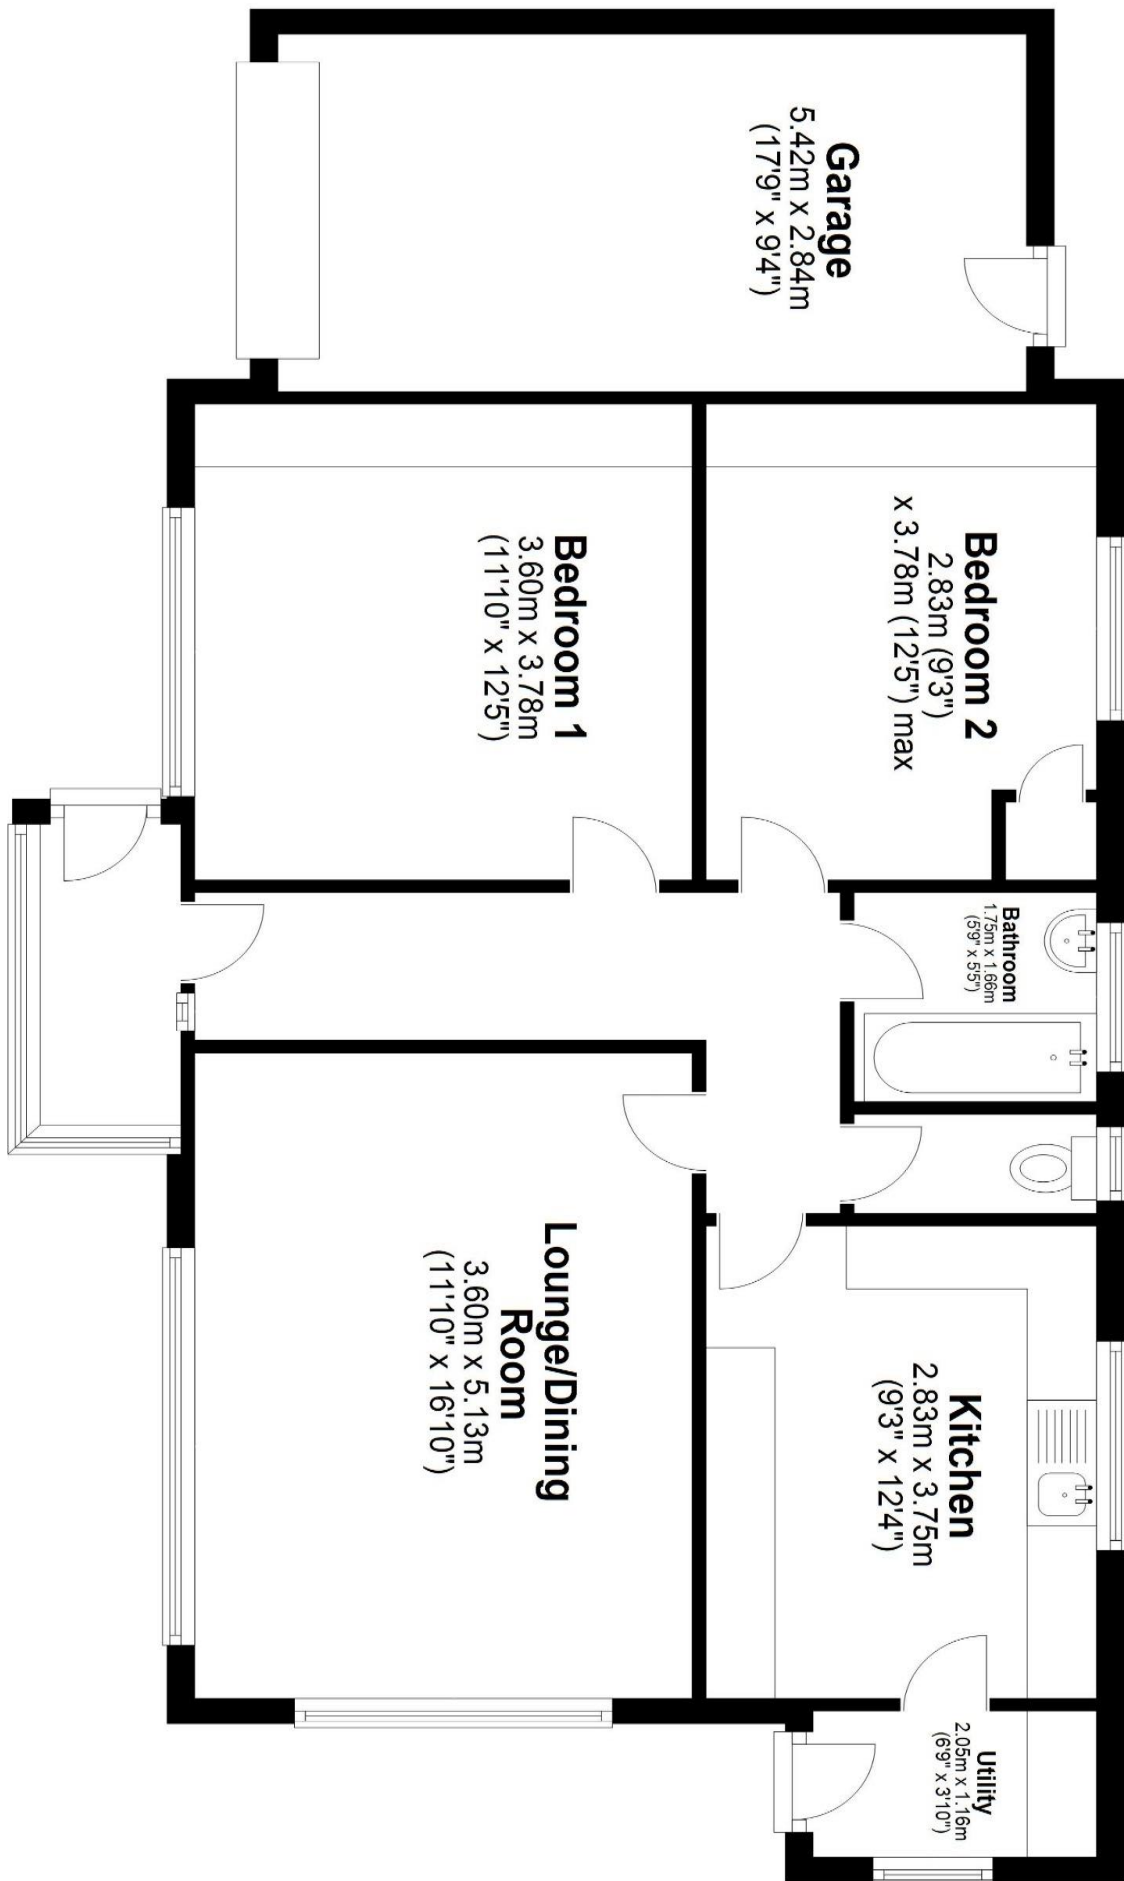 Garage
5.42m x 2.84m
(17'9" x 9'4")
Bedroom 2
2.83m (9'3")
x 3.78m (12'5") max
Bedroom 1
3.60m x 3.78m
(11'10" x 12'5")
Bathroom
1.75m x 1.66m
(5'9" x 5'5")
Kitchen
2.83m x 3.75m
(9'3" x 12'4")
Lounge/Dining
Room
3.60m x 5.13m
(11'10" x 16'10")
Utility
2.05m x 1.16m
(6'9" x 3'10")